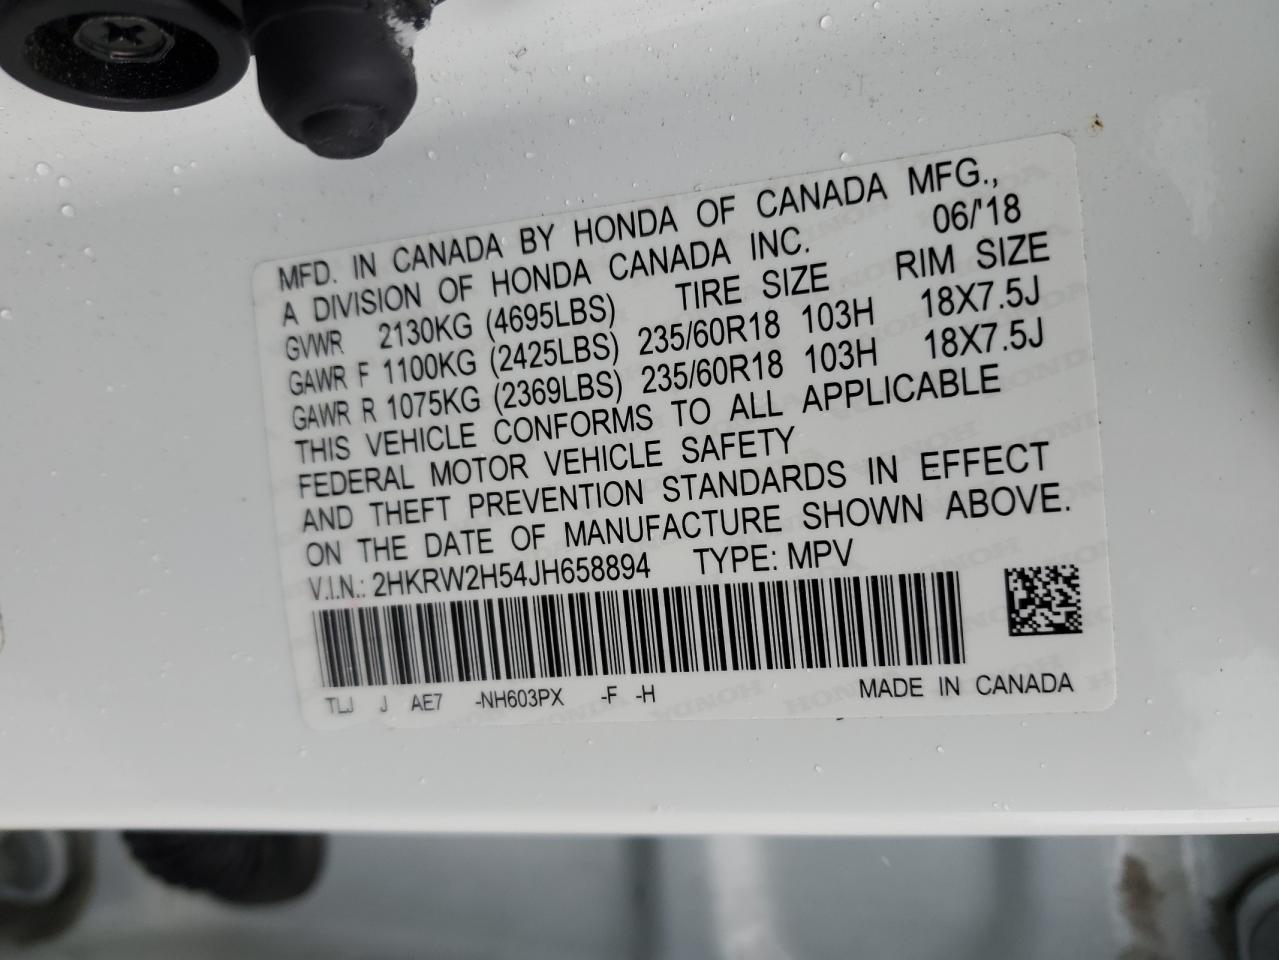 MFD. IN CANADA BY HONDA OF CANADA MFG.,
A DIVISION OF HONDA CANADA INC. 06/'18
GVWR 2130KG (4695LBS) TIRE SIZE RIM SIZE
GAWR F 1100KG (2425LBS) 235/60R18 103H 18X7.5J
GAWR R 1075KG (2369LBS) 235/60R18 103H 18X7.5J
THIS VEHICLE CONFORMS TO ALL APPLICABLE
FEDERAL MOTOR VEHICLE SAFETY
AND THEFT PREVENTION STANDARDS IN EFFECT
ON THE DATE OF MANUFACTURE SHOWN ABOVE.
V.I.N.: 2HKRW2H54JH658894 TYPE: MPV
TLJ J AE7 -NH603PX -F -H MADE IN CANADA